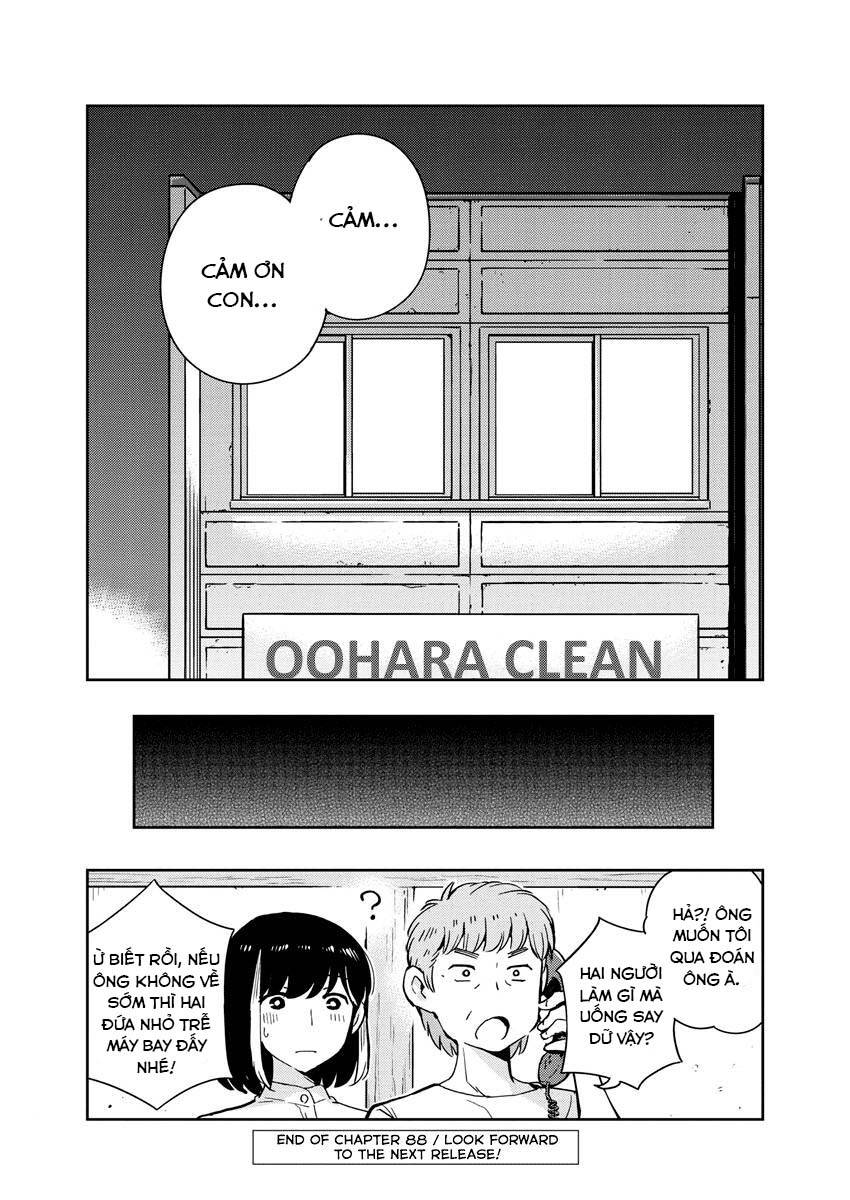 CẢM...
CẢM ƠN
CON...
OOHARA CLEAN
HẢ?! ÔNG
MUỐN TÔI
QUA ĐOÁN
ÔNG À.
HAI NGƯỜI
LÀM GÌ MÀ
UỐNG SAY
DỮ VẬY?
?
Ừ BIẾT RỒI, NẾU
ÔNG KHÔNG VỀ
SỚM THÌ HAI
ĐỨA NHỎ TRỄ
MÁY BAY ĐẤY
NHÉ!
END OF CHAPTER 88 / LOOK FORWARD
TO THE NEXT RELEASE!